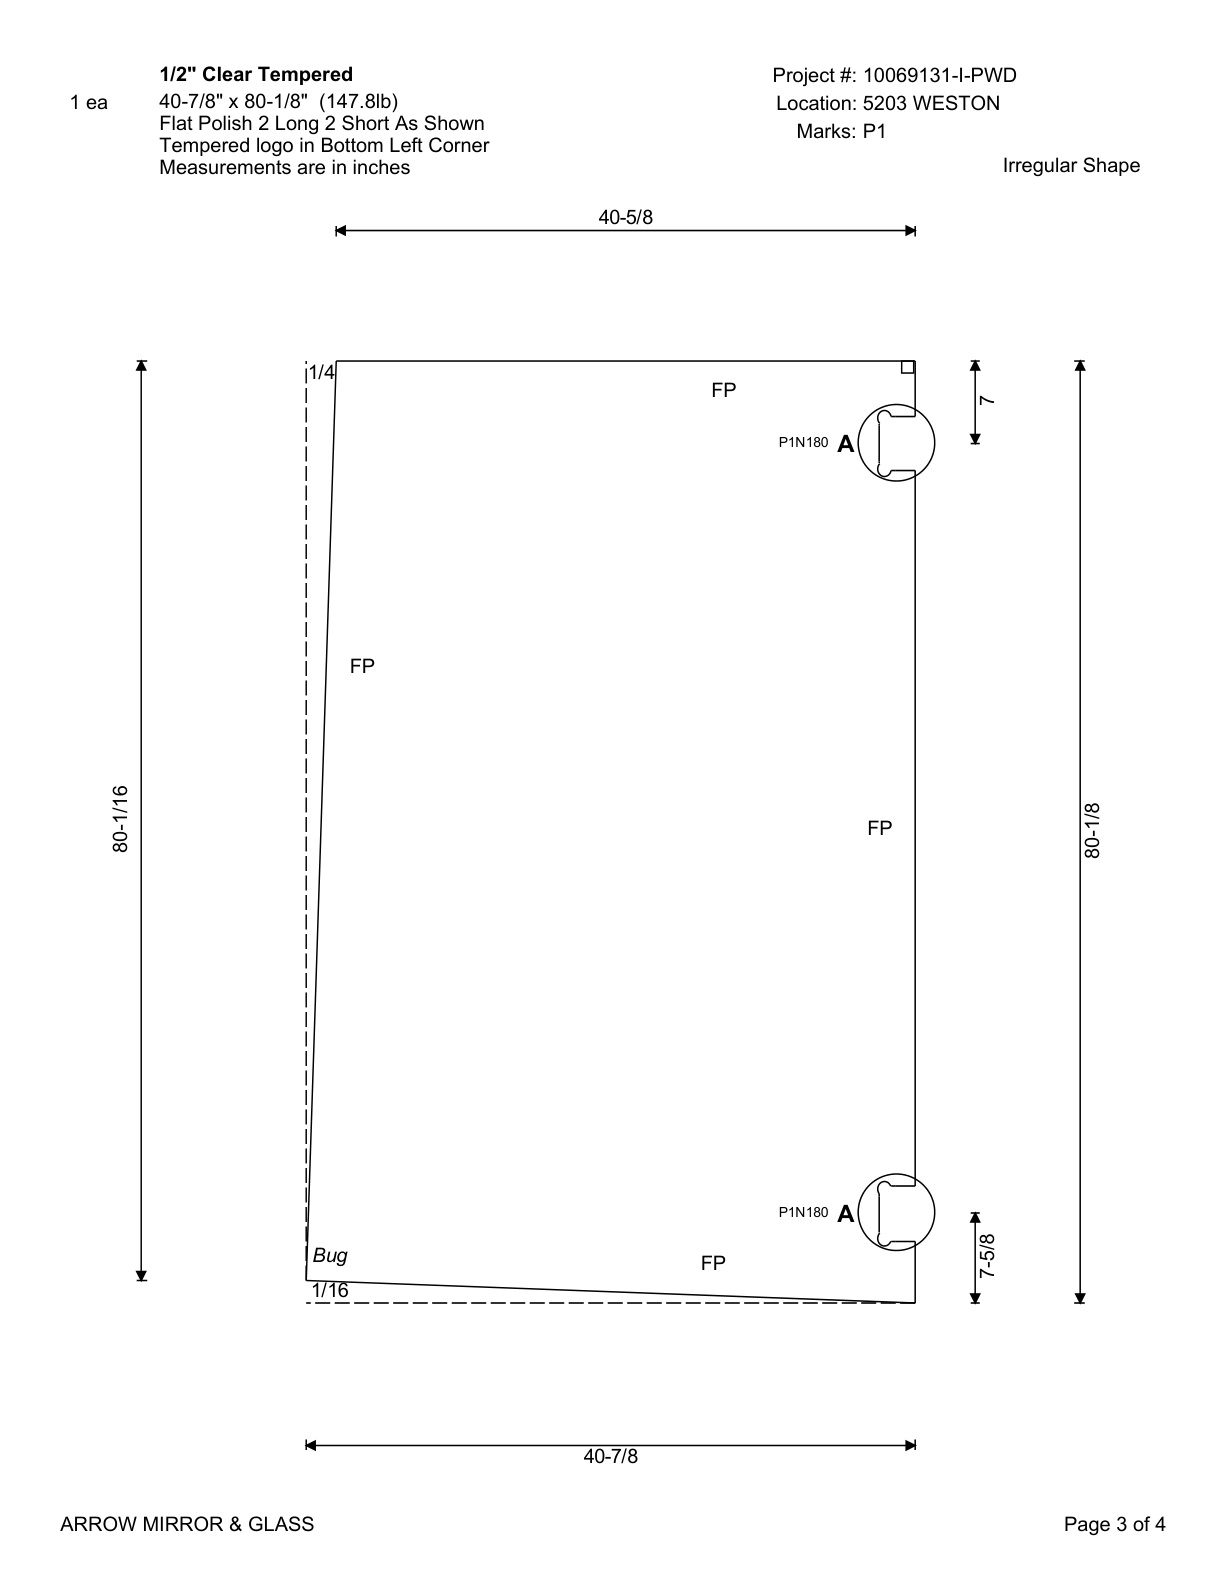 1/2" Clear Tempered
1 ea
40-7/8" x 80-1/8" (147.8lb)
Flat Polish 2 Long 2 Short As Shown
Tempered logo in Bottom Left Corner
Measurements are in inches
Project #: 10069131-I-PWD
Location: 5203 WESTON
Marks: P1
Irregular Shape
40-5/8
1/4
FP
7
P1N180 A
FP
80-1/16
FP
80-1/8
P1N180 A
7-5/8
Bug
FP
1/16
40-7/8
ARROW MIRROR & GLASS
Page 3 of 4